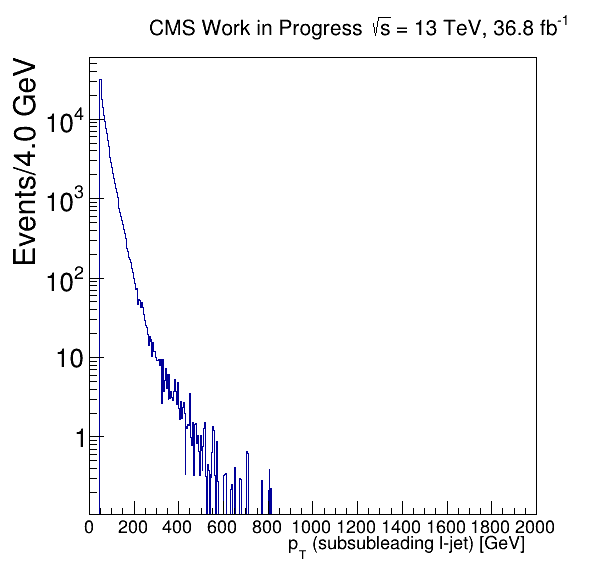 CMS Work in Progress √s = 13 TeV, 36.8 fb⁻¹
Events/4.0 GeV
10⁴
10³
10²
10
1
0 200 400 600 800 1000 1200 1400 1600 1800 2000
p_T (subsubleading l-jet) [GeV]